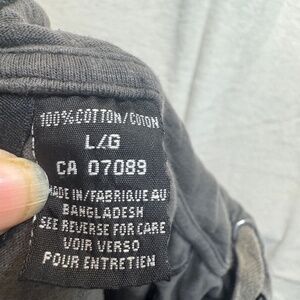 100% COTTON/COTON
L/G
CA 07089
MADE IN/FABRIQUE AU
BANGLADESH
SEE REVERSE FOR CARE
VOIR VERSO
POUR ENTRETIEN